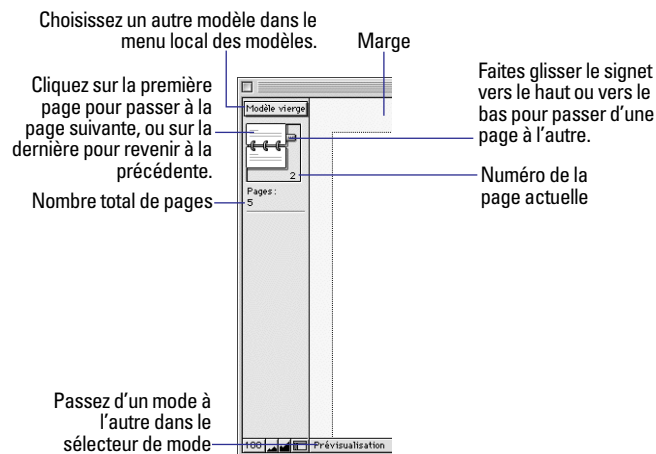 Choisissez un autre modèle dans le
menu local des modèles.
Marge
Cliquez sur la première
page pour passer à la
page suivante, ou sur la
dernière pour revenir à la
précédente.
Faites glisser le signet
vers le haut ou vers le
bas pour passer d'une
page à l'autre.
Modèle vierge
2
Numéro de la
page actuelle
Pages :
5
Nombre total de pages
Passez d'un mode à
l'autre dans le
sélecteur de mode
100
Prévisualisation